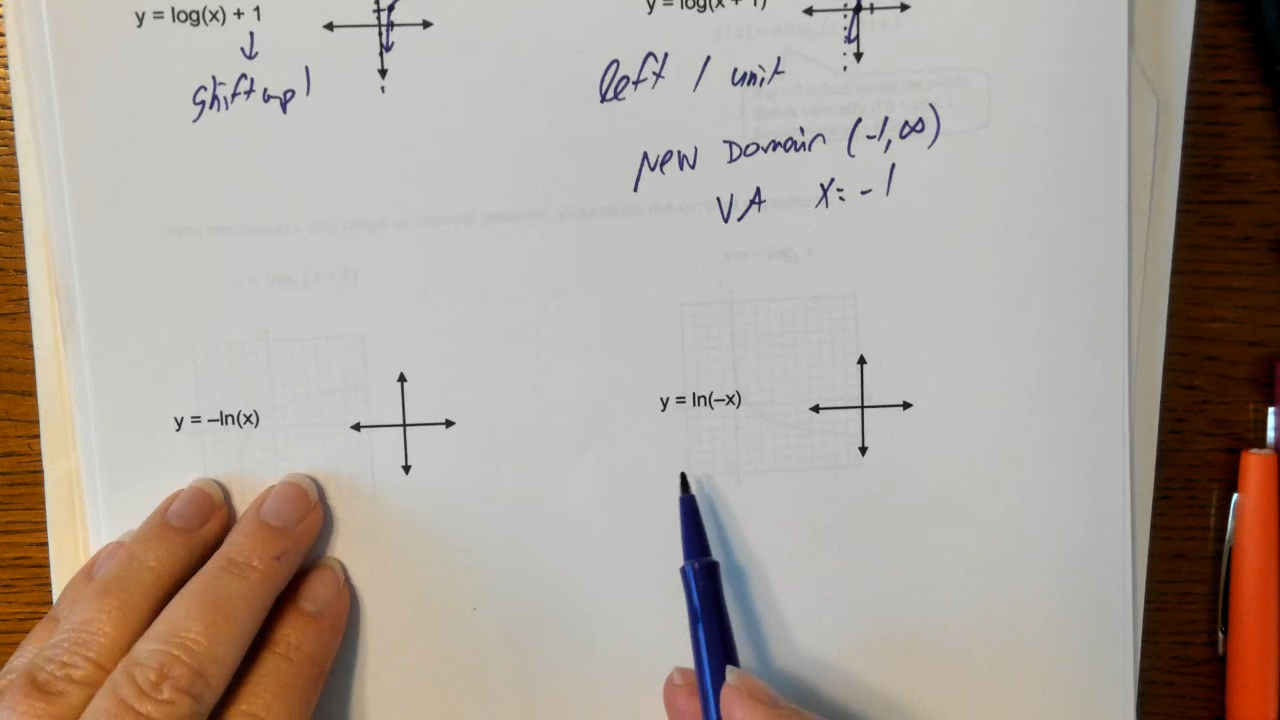 y = log(x) + 1
shift up 1
y = log(x + 1)
left 1 unit
New Domain (-1, ∞)
VA x = -1
y = –ln(x)
y = ln(–x)